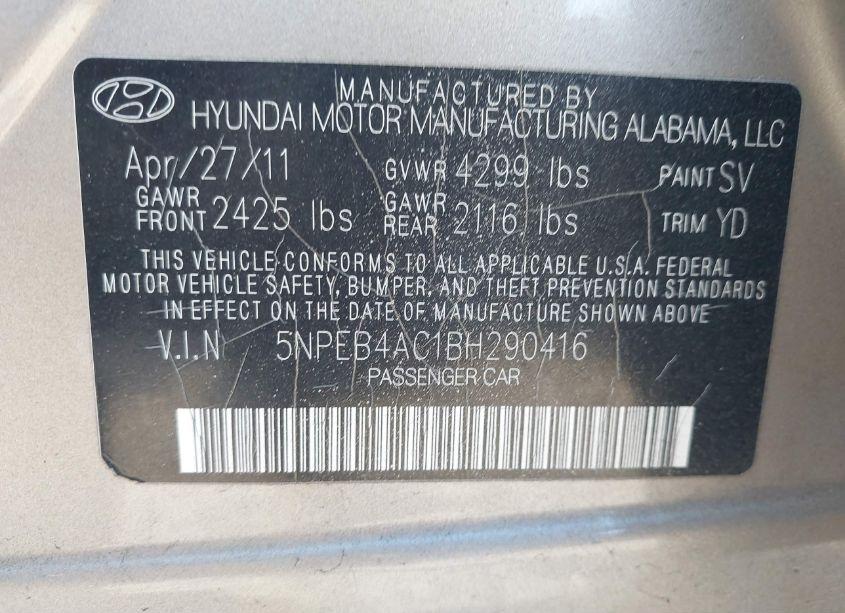 MANUFACTURED BY
HYUNDAI MOTOR MANUFACTURING ALABAMA, LLC
Apr/27/11 GVWR 4299 lbs PAINT SV
GAWR FRONT 2425 lbs GAWR REAR 2116 lbs TRIM YD
THIS VEHICLE CONFORMS TO ALL APPLICABLE U.S.A. FEDERAL
MOTOR VEHICLE SAFETY, BUMPER, AND THEFT PREVENTION STANDARDS
IN EFFECT ON THE DATE OF MANUFACTURE SHOWN ABOVE.
V.I.N 5NPEB4AC1BH290416
PASSENGER CAR